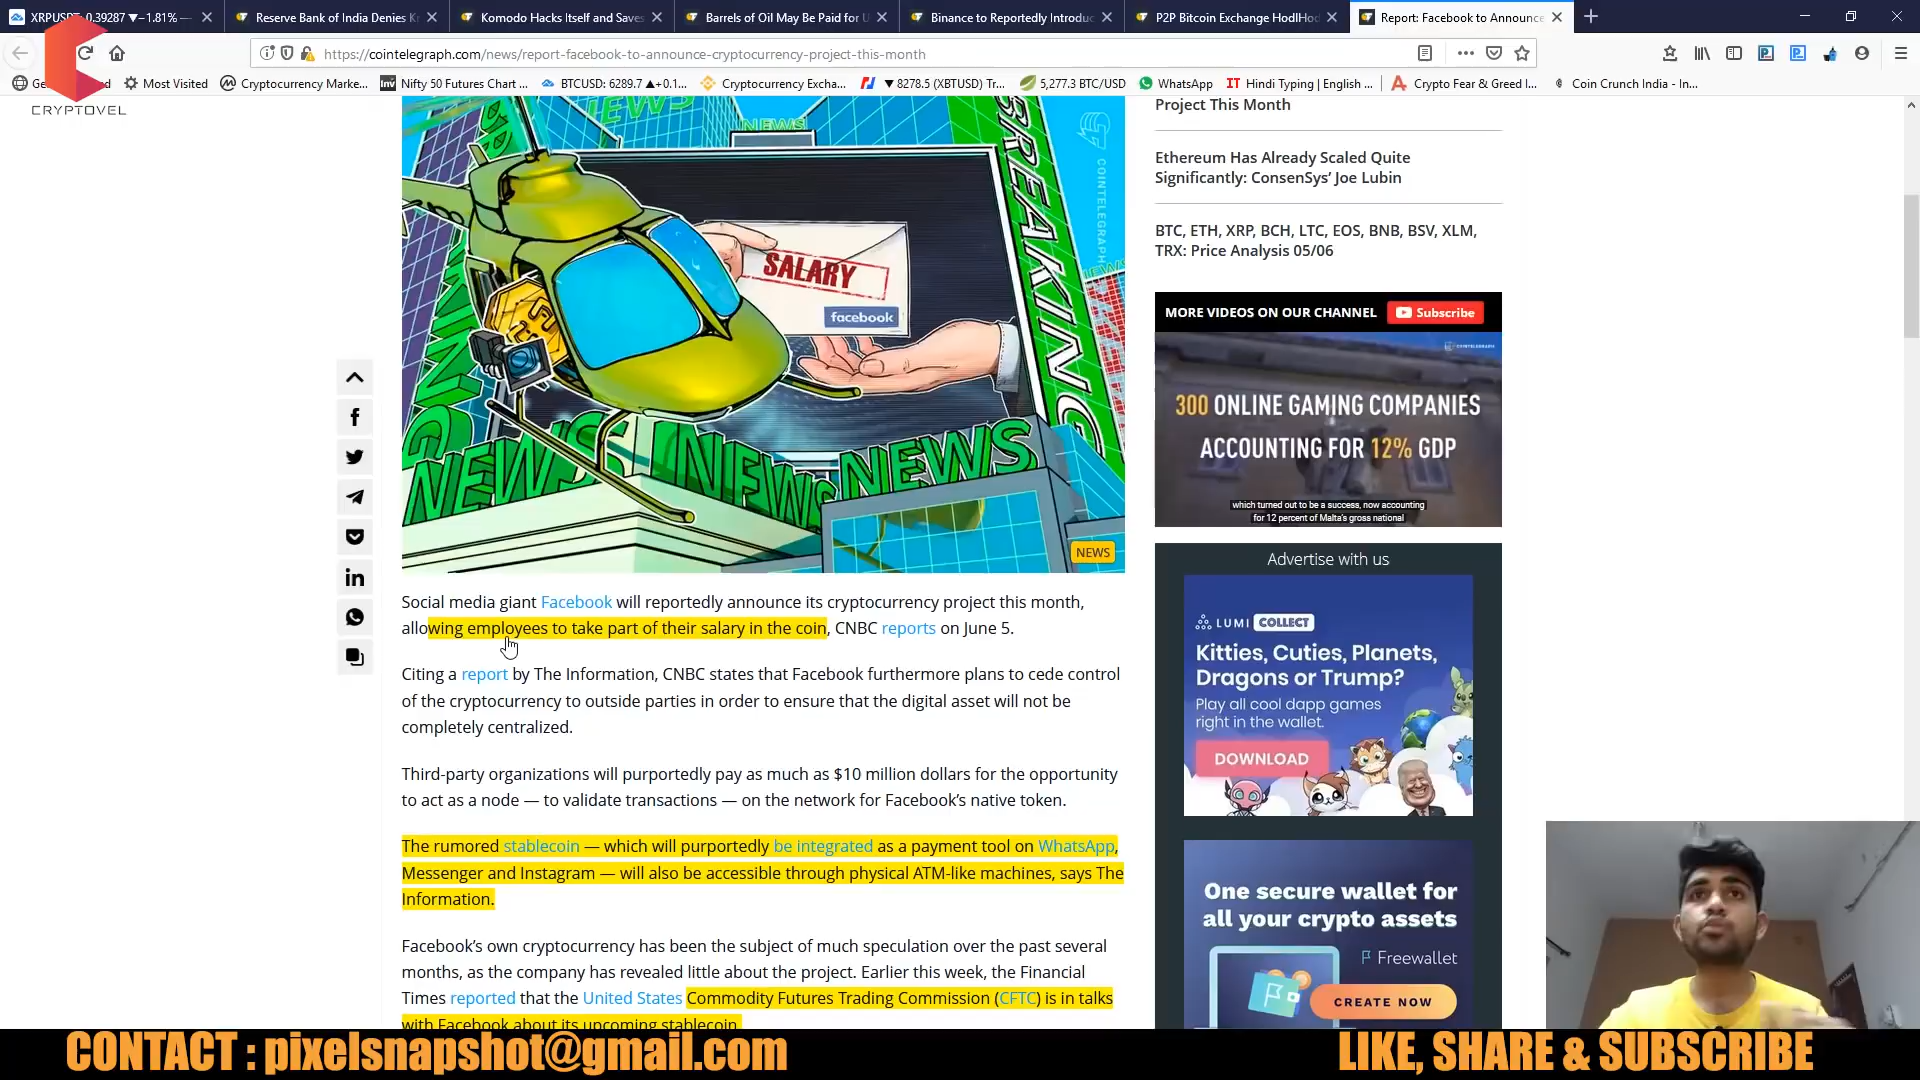 XRPUSDT 0.39287 ▼−1.81%
Reserve Bank of India Denies K
Komodo Hacks Itself and Saves
Barrels of Oil May Be Paid for U
Binance to Reportedly Introduc
P2P Bitcoin Exchange HodlHod
Report: Facebook to Announce
https://cointelegraph.com/news/report-facebook-to-announce-cryptocurrency-project-this-month
Most Visited
Cryptocurrency Marke...
Nifty 50 Futures Chart ...
BTCUSD: 6289.7 ▲+0.1...
Cryptocurrency Excha...
▼ 8278.5 (XBTUSD) Tr...
5,277.3 BTC/USD
WhatsApp
IT Hindi Typing | English ...
Crypto Fear & Greed I...
Coin Crunch India - In...
CRYPTOVEL
NEWS
NEWS
BREAKING
COINTELEGRAPH
SALARY
facebook
NEWS
NEWS
NEWS
NEWS
Project This Month
Ethereum Has Already Scaled Quite
Significantly: ConsenSys’ Joe Lubin
BTC, ETH, XRP, BCH, LTC, EOS, BNB, BSV, XLM,
TRX: Price Analysis 05/06
MORE VIDEOS ON OUR CHANNEL
Subscribe
300 ONLINE GAMING COMPANIES
ACCOUNTING FOR 12% GDP
which turned out to be a success, now accounting
for 12 percent of Malta's gross national
Advertise with us
LUMI COLLECT
Kitties, Cuties, Planets,
Dragons or Trump?
Play all cool dapp games
right in the wallet.
DOWNLOAD
One secure wallet for
all your crypto assets
Freewallet
CREATE NOW
Social media giant Facebook will reportedly announce its cryptocurrency project this month,
allowing employees to take part of their salary in the coin, CNBC reports on June 5.
Citing a report by The Information, CNBC states that Facebook furthermore plans to cede control
of the cryptocurrency to outside parties in order to ensure that the digital asset will not be
completely centralized.
Third-party organizations will purportedly pay as much as $10 million dollars for the opportunity
to act as a node — to validate transactions — on the network for Facebook’s native token.
The rumored stablecoin — which will purportedly be integrated as a payment tool on WhatsApp,
Messenger and Instagram — will also be accessible through physical ATM-like machines, says The
Information.
Facebook’s own cryptocurrency has been the subject of much speculation over the past several
months, as the company has revealed little about the project. Earlier this week, the Financial
Times reported that the United States Commodity Futures Trading Commission (CFTC) is in talks
with Facebook about its upcoming stablecoin.
CONTACT : pixelsnapshot@gmail.com
LIKE, SHARE & SUBSCRIBE